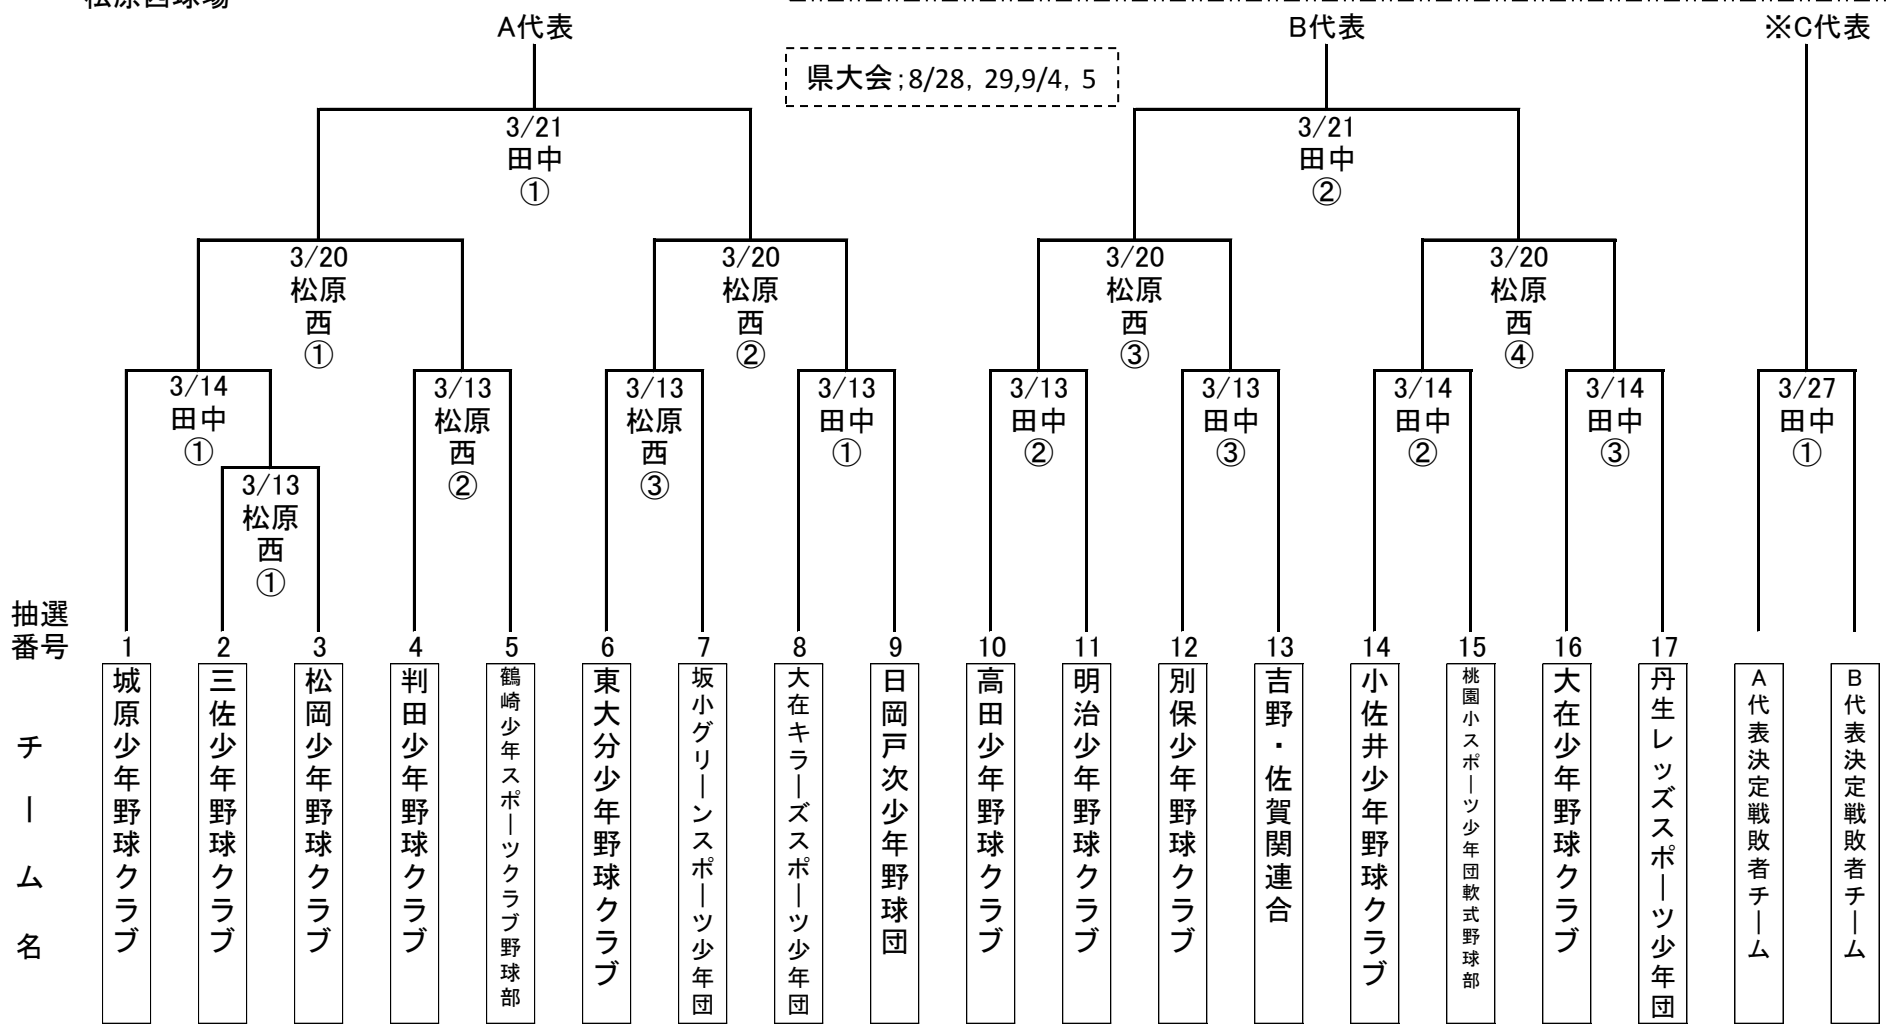 A代表
B代表
※C代表
県大会；8/28，29,9/4，5
3/21
田中
①
3/21
田中
②
3/20
松原
西
①
3/20
松原
西
②
3/20
松原
西
③
3/20
松原
西
④
3/14
田中
①
3/13
松原
西
②
3/13
松原
西
③
3/13
田中
①
3/13
田中
②
3/13
田中
③
3/14
田中
②
3/14
田中
③
3/27
田中
①
3/13
松原
西
①
抽選
番号
1
2
3
4
5
6
7
8
9
10
11
12
13
14
15
16
17
チーム名
城原少年野球クラブ
三佐少年野球クラブ
松岡少年野球クラブ
判田少年野球クラブ
鶴崎少年スポーツクラブ野球部
東大分少年野球クラブ
坂小グリーンスポーツ少年団
大在キラーズスポーツ少年団
日岡戸次少年野球団
高田少年野球クラブ
明治少年野球クラブ
別保少年野球クラブ
吉野・佐賀関連合
小佐井少年野球クラブ
桃園小スポーツ少年団軟式野球部
大在少年野球クラブ
丹生レッズスポーツ少年団
A代表決定戦敗者チーム
B代表決定戦敗者チーム